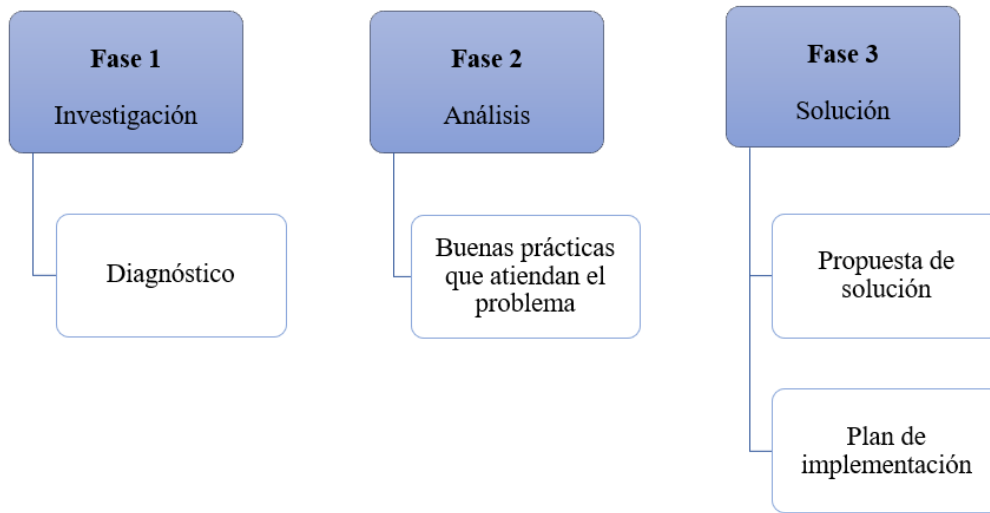 Fase 1
Investigación
Diagnóstico
Fase 2
Análisis
Buenas prácticas
que atiendan el
problema
Fase 3
Solución
Propuesta de
solución
Plan de
implementación